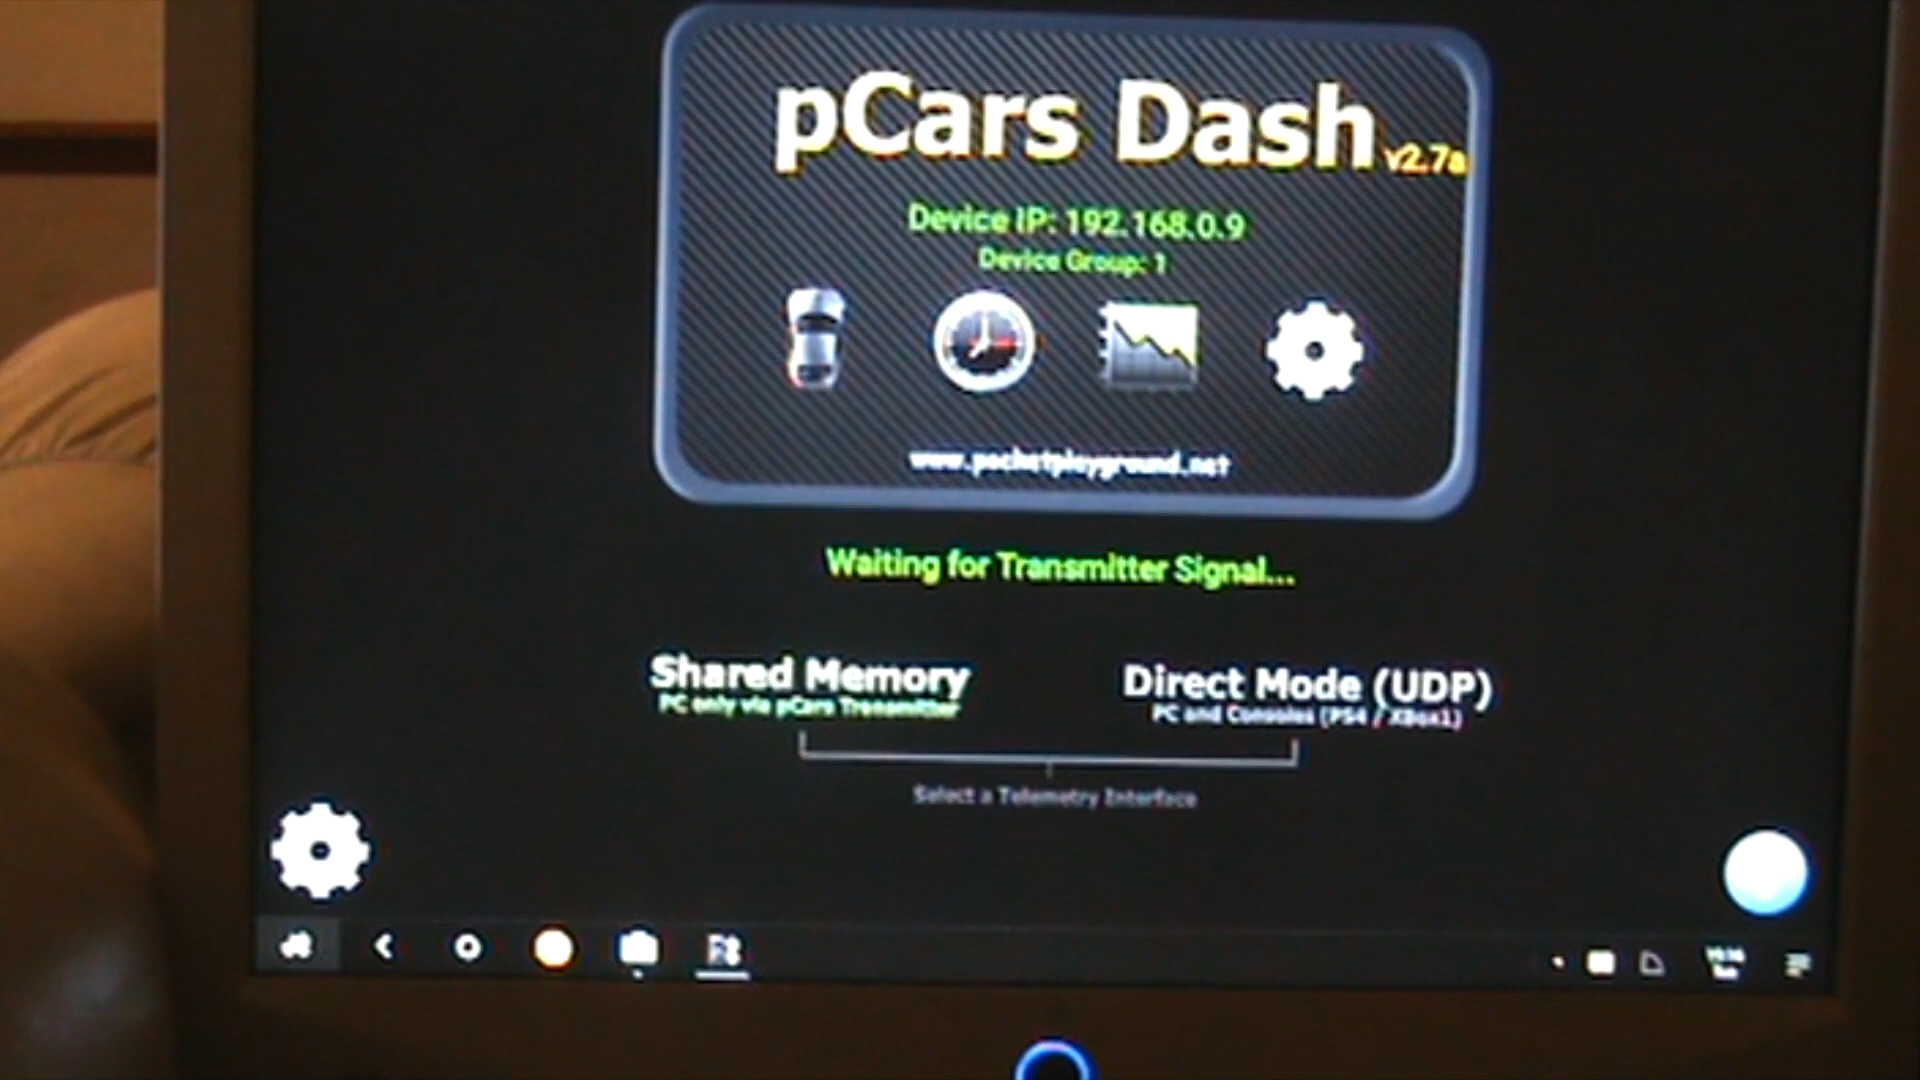 pCars Dash v2.7a
Device IP: 192.168.0.9
Device Group: 1
www.pocketplayground.net
Waiting for Transmitter Signal...
Shared Memory
PC only via pCars Transmitter
Direct Mode (UDP)
PC and Consoles (PS4 / XBox1)
Select a Telemetry Interface